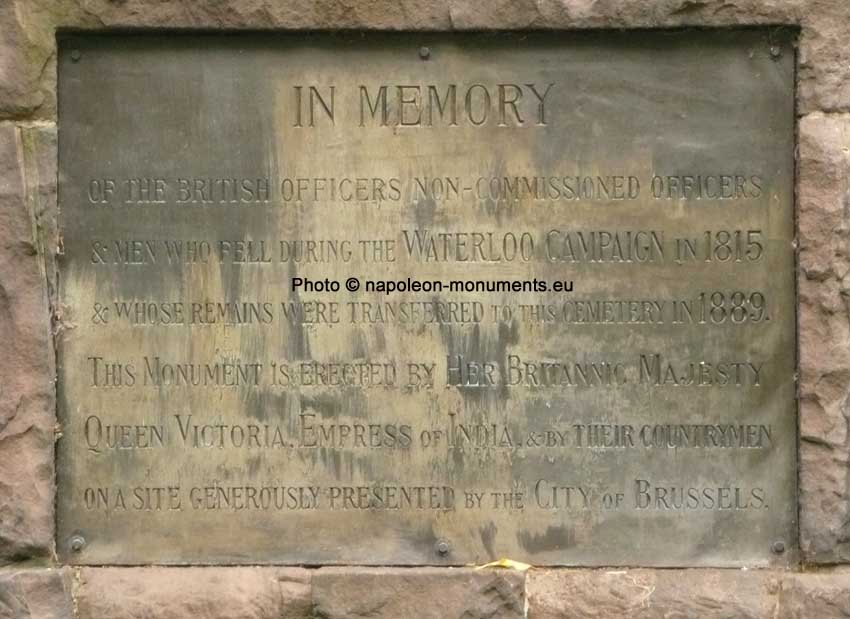 IN MEMORY
OF THE BRITISH OFFICERS NON-COMMISSIONED OFFICERS
& MEN WHO FELL DURING THE WATERLOO CAMPAIGN IN 1815
Photo © napoleon-monuments.eu
& WHOSE REMAINS WERE TRANSFERRED TO THIS CEMETERY IN 1889.
THIS MONUMENT IS ERECTED BY HER BRITANNIC MAJESTY
QUEEN VICTORIA, EMPRESS OF INDIA, & BY THEIR COUNTRYMEN
ON A SITE GENEROUSLY PRESENTED BY THE CITY OF BRUSSELS.